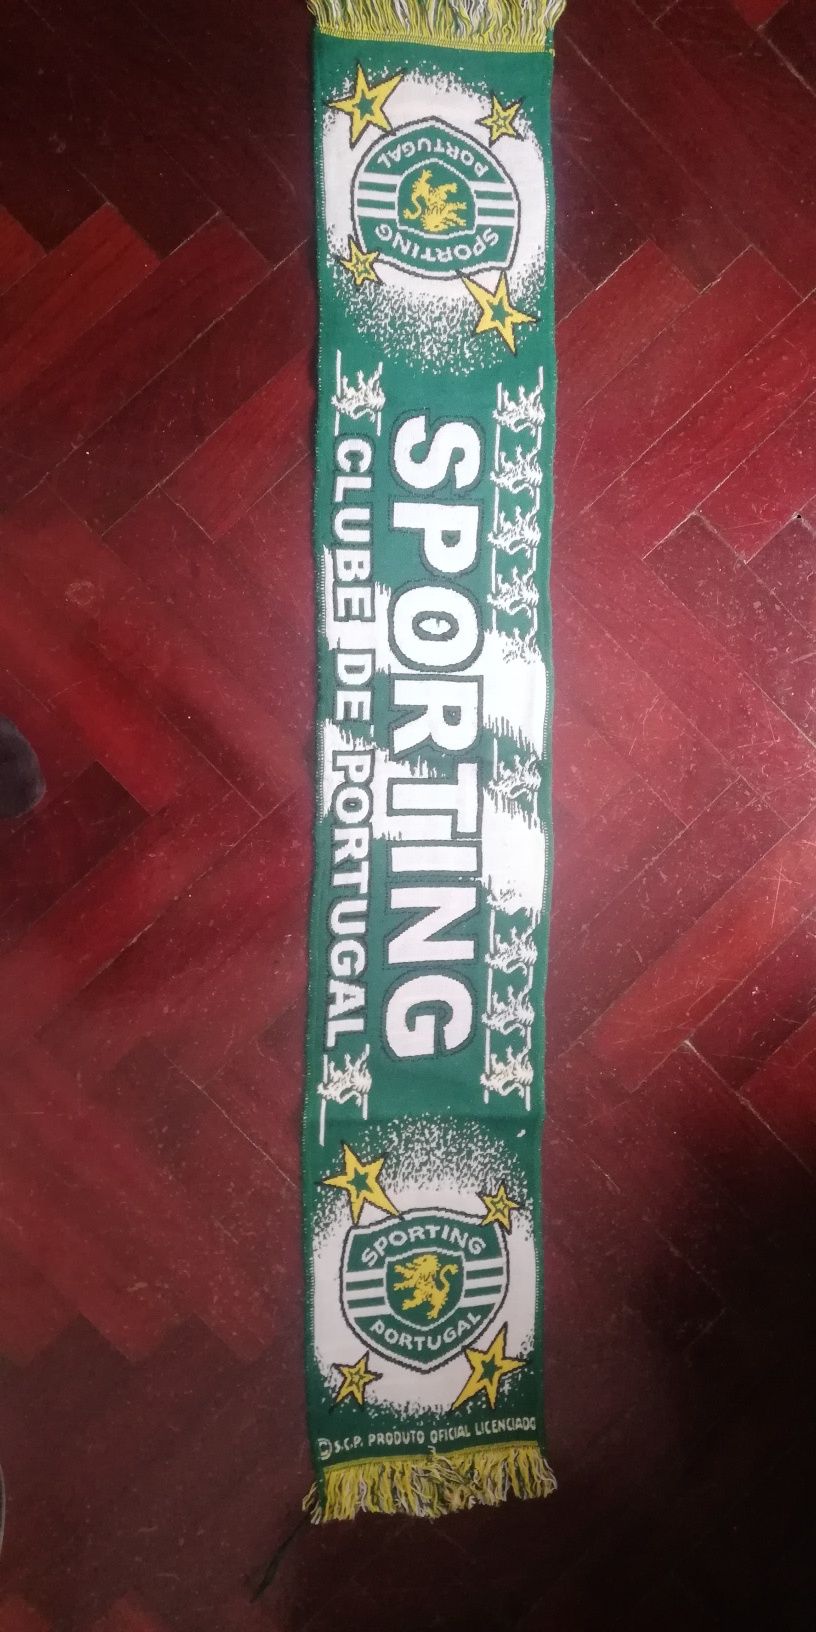 PORTUGAL
SPORTING
SPORTING
CLUBE DE PORTUGAL
SPORTING
PORTUGAL
© S.C.P. PRODUTO OFICIAL LICENCIADO